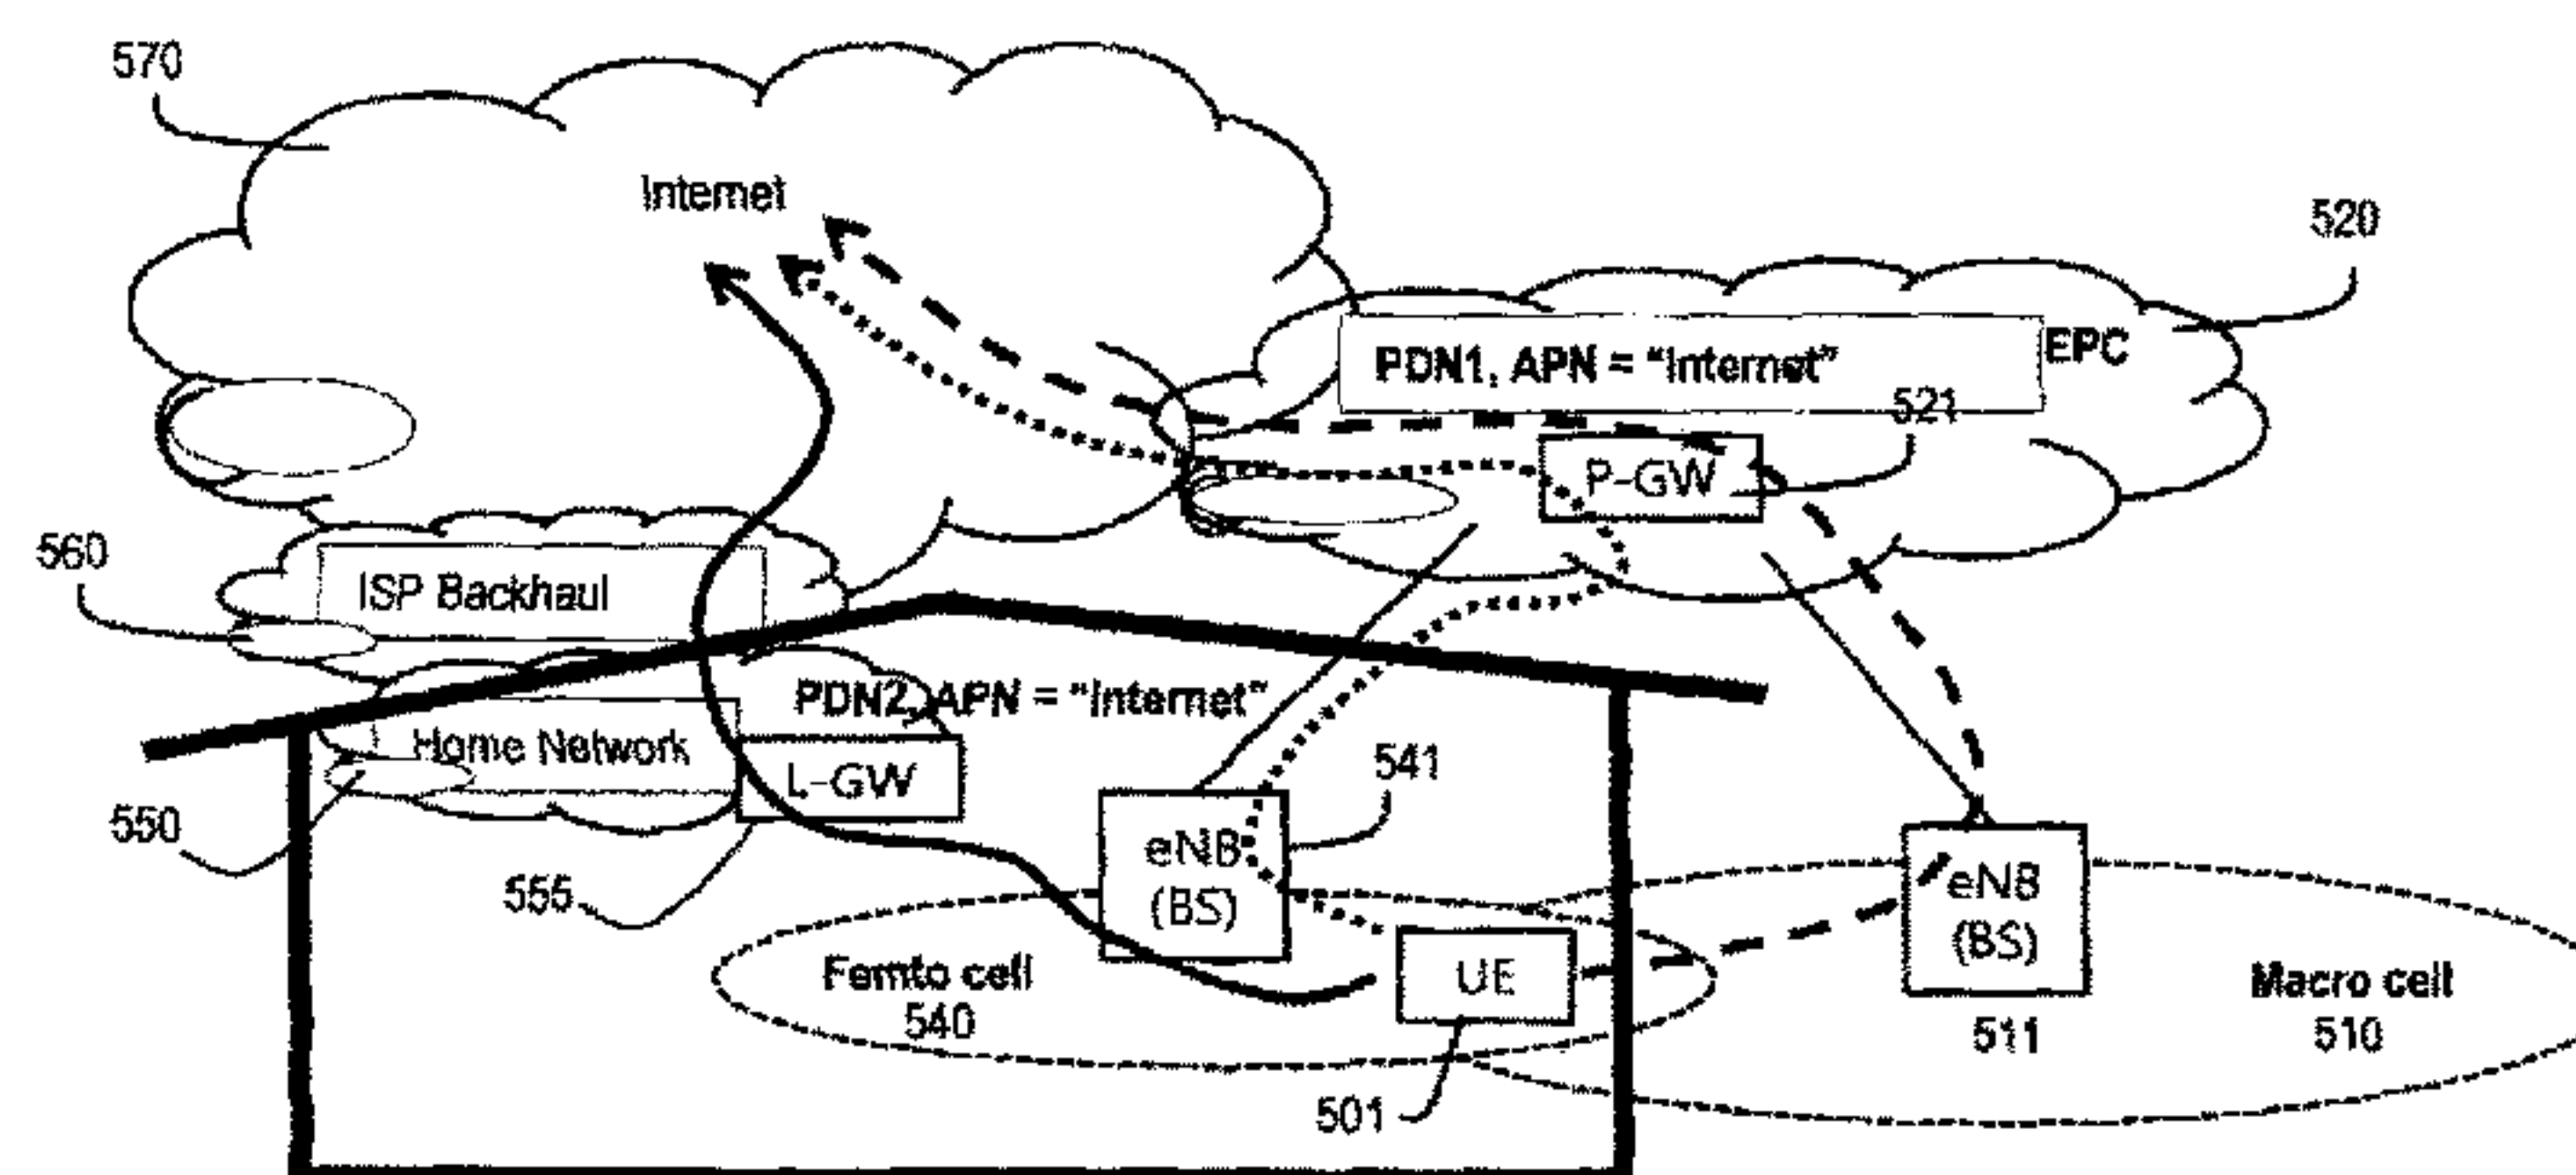 570
Internet
520
PDN1, APN = "Internet"
EPC
521
P-GW
560
ISP Backhaul
PDN2, APN = "Internet"
Home Network
L-GW
541
550
555
eNB
(BS)
eNB
(BS)
UE
Femto cell
540
Macro cell
510
511
501